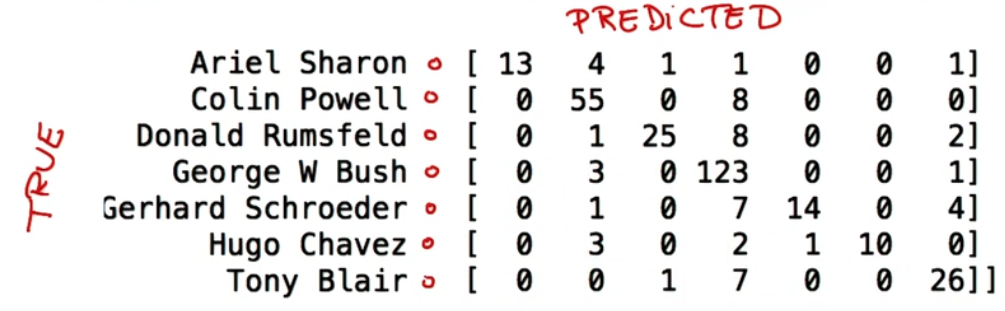 PREDiCTED
TRUE
Ariel Sharon [ 13 4 1 1 0 0 1]
Colin Powell [ 0 55 0 8 0 0 0]
Donald Rumsfeld [ 0 1 25 8 0 0 2]
George W Bush [ 0 3 0 123 0 0 1]
Gerhard Schroeder [ 0 1 0 7 14 0 4]
Hugo Chavez [ 0 3 0 2 1 10 0]
Tony Blair [ 0 0 1 7 0 0 26]]